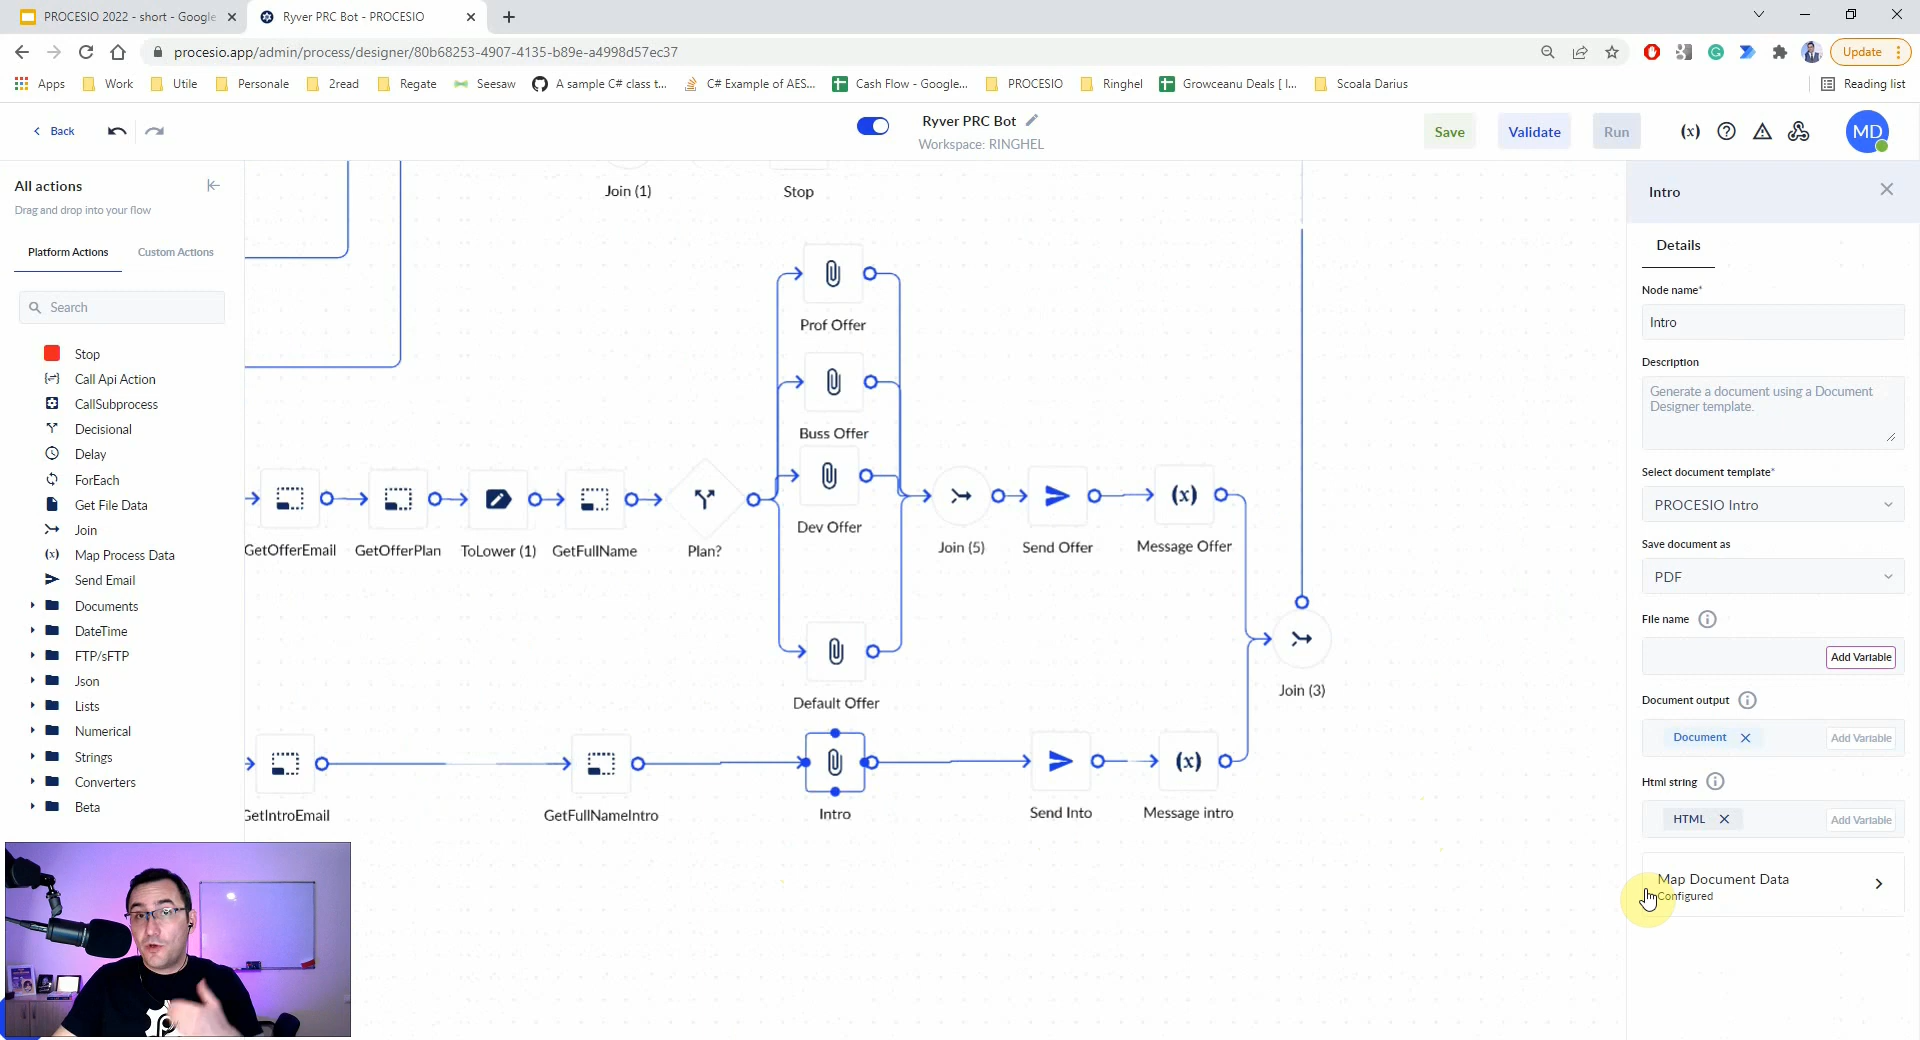 PROCESIO 2022 - short - Google
Ryver PRC Bot - PROCESIO
procesio.app/admin/process/designer/80b68253-4907-4135-b89e-a4998d57ec37
Update
Apps
Work
Utile
Personale
2read
Regate
Seesaw
A sample C# class t...
C# Example of AES...
Cash Flow - Google...
PROCESIO
Ringhel
Growceanu Deals [ I...
Scoala Darius
Reading list
Back
Ryver PRC Bot
Workspace: RINGHEL
Save
Validate
Run
(x)
MD
All actions
Drag and drop into your flow
Platform Actions
Custom Actions
Search
Stop
Call Api Action
CallSubprocess
Decisional
Delay
ForEach
Get File Data
Join
(x) Map Process Data
Send Email
Documents
DateTime
FTP/sFTP
Json
Lists
Numerical
Strings
Converters
Beta
Join (1)
Stop
Prof Offer
Buss Offer
Dev Offer
Default Offer
GetOfferEmail
GetOfferPlan
ToLower (1)
GetFullName
Plan?
Join (5)
Send Offer
(x)
Message Offer
Join (3)
GetIntroEmail
GetFullNameIntro
Intro
Send Into
(x)
Message intro
Intro
Details
Node name*
Intro
Description
Generate a document using a Document
Designer template.
Select document template*
PROCESIO Intro
Save document as
PDF
File name
Add Variable
Document output
Document
Add Variable
Html string
HTML
Add Variable
Map Document Data
Configured